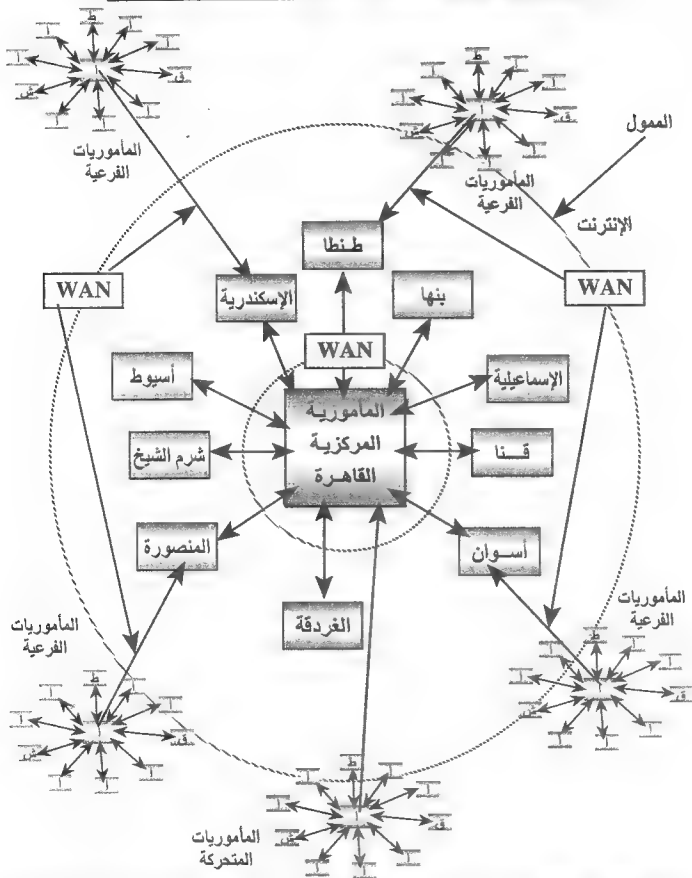 ط
أ
أ
ق
أ
أ
أ
ش
أ
أ
أ
المأموريات
الفرعية
ط
أ
أ
ق
أ
أ
أ
ش
أ
أ
أ
المأموريات
الفرعية
الممول
الإنترنت
WAN
WAN
WAN
طنطا
بنها
الإسكندرية
الإسماعيلية
أسيوط
المأمورية
المركزية
القاهرة
قنا
شرم الشيخ
أسوان
المنصورة
الغردقة
المأموريات
الفرعية
المأموريات
الفرعية
ط
أ
أ
ق
أ
أ
أ
ش
أ
أ
أ
ط
أ
أ
ق
أ
أ
أ
ش
أ
أ
أ
ط
أ
أ
ق
أ
أ
أ
ش
أ
أ
أ
المأموريات
المتحركة